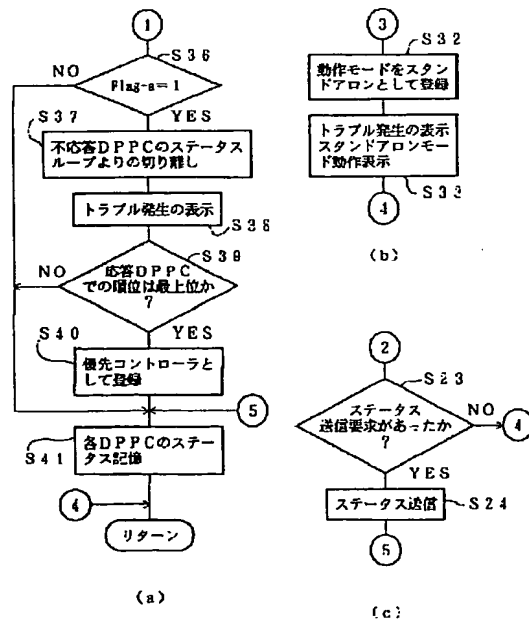 1
S36
NO
Flag-a=1
YES
S37
不応答DPPCのステータス
ループよりの切り離し
トラブル発生の表示
S38
S39
NO
応答DPPC
での順位は最上位か
?
YES
S40
優先コントローラと
して登録
5
S41
各DPPCのステー
タス記憶
4
リターン
(a)
3
S32
動作モードをスタン
ドアロンとして登録
トラブル発生の表示
スタンドアロンモード
動作表示
S33
4
(b)
2
S23
ステータス
送信要求があったか
?
NO
4
YES
ステータス送信
S24
5
(c)